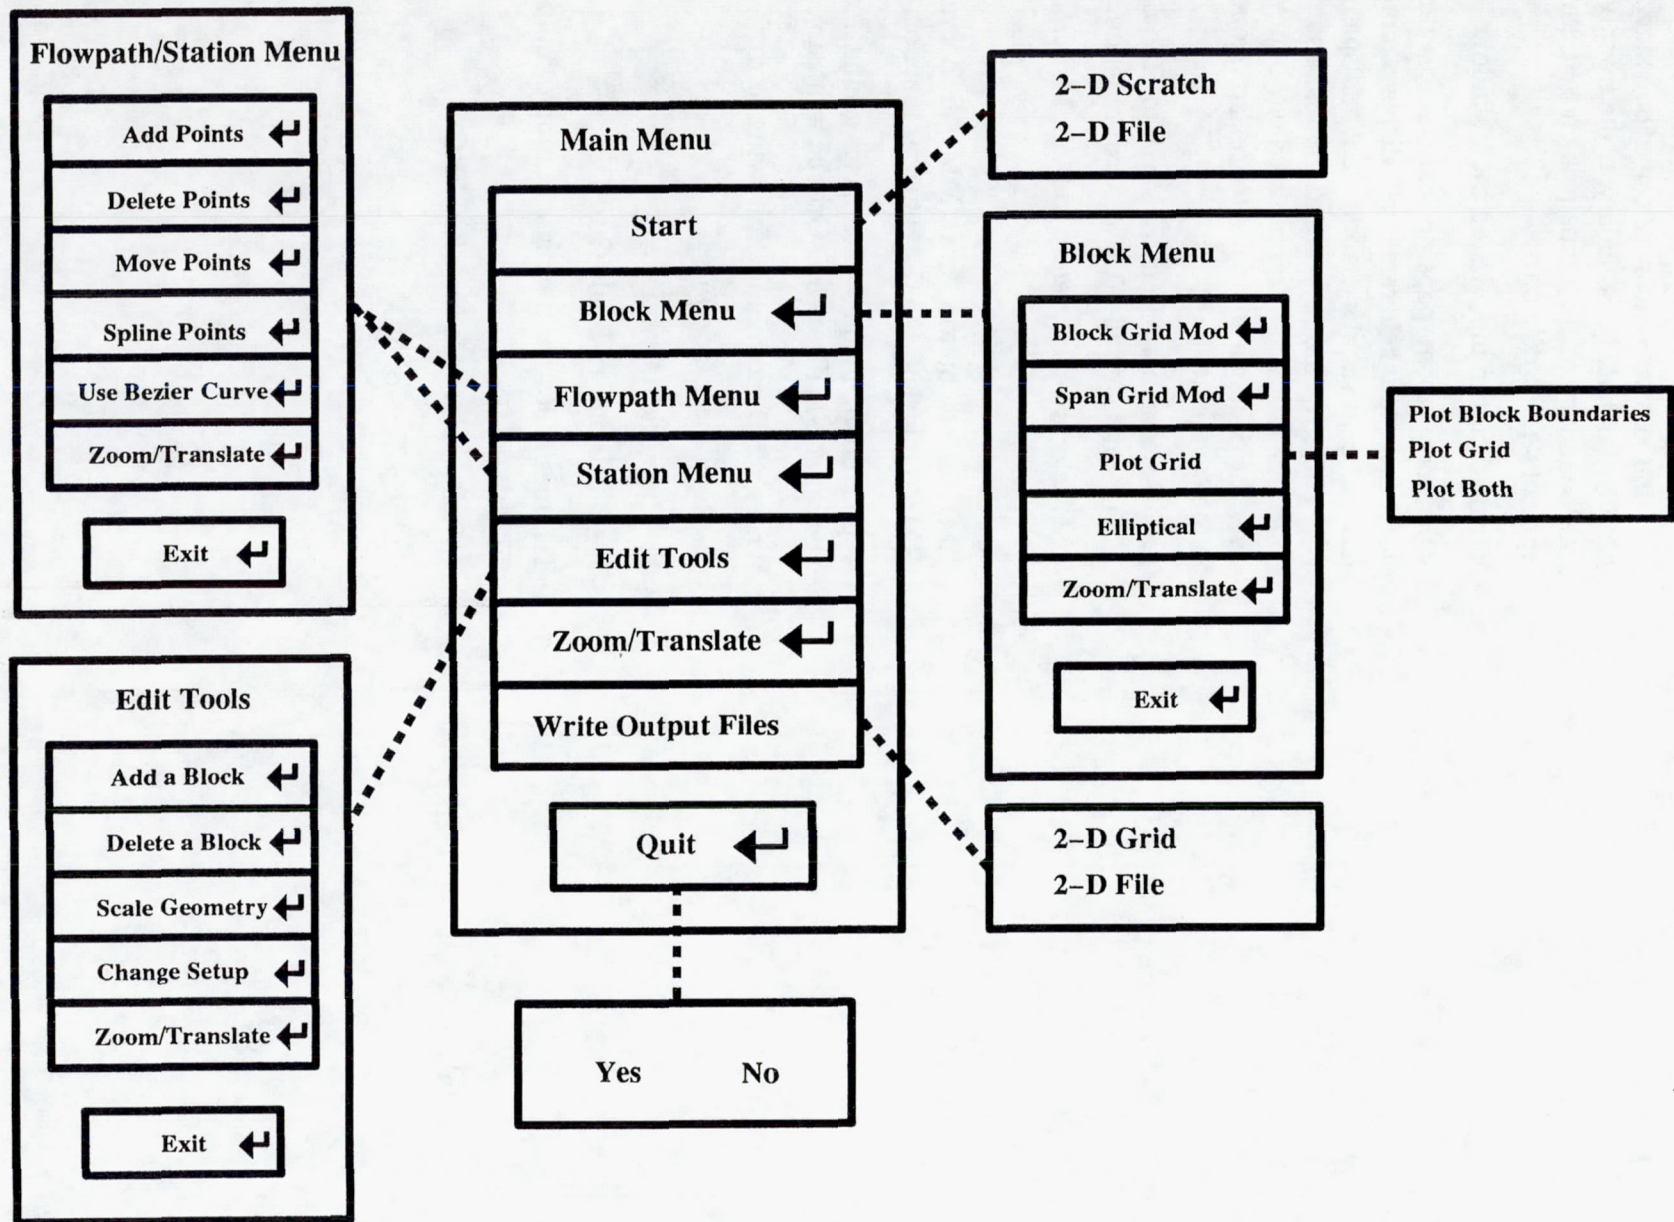 Flowpath/Station Menu
Add Points
Delete Points
Move Points
Spline Points
Use Bezier Curve
Zoom/Translate
Exit
Edit Tools
Add a Block
Delete a Block
Scale Geometry
Change Setup
Zoom/Translate
Exit
Main Menu
Start
Block Menu
Flowpath Menu
Station Menu
Edit Tools
Zoom/Translate
Write Output Files
Quit
Yes No
2–D Scratch
2–D File
Block Menu
Block Grid Mod
Span Grid Mod
Plot Grid
Elliptical
Zoom/Translate
Exit
2–D Grid
2–D File
Plot Block Boundaries
Plot Grid
Plot Both